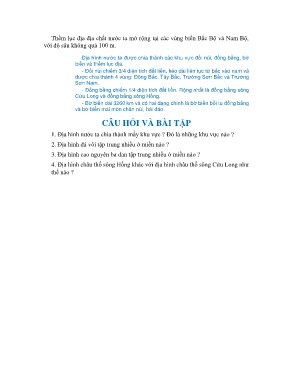 Thềm lục địa địa chất nước ta mở rộng tại các vùng biển Bắc Bộ và Nam Bộ,
với độ sâu không quá 100 m.
Địa hình nước ta được chia thành các khu vực: đồi núi, đồng bằng, bờ
biển và thềm lục địa.
- Đồi núi chiếm 3/4 diện tích đất liền, kéo dài liên tục từ bắc vào nam và
được chia thành 4 vùng: Đông Bắc, Tây Bắc, Trường Sơn Bắc và Trường
Sơn Nam.
- Đồng bằng chiếm 1/4 diện tích đất liền. Rộng nhất là đồng bằng sông
Cửu Long và đồng bằng sông Hồng.
- Bờ biển dài 3260 km và có hai dạng chính là bờ biển bồi tụ đồng bằng
và bờ biển mài mòn chân núi, hải đảo.
CÂU HỎI VÀ BÀI TẬP
1. Địa hình nước ta chia thành mấy khu vực ? Đó là những khu vực nào ?
2. Địa hình đá vôi tập trung nhiều ở miền nào ?
3. Địa hình cao nguyên ba dan tập trung nhiều ở miền nào ?
4. Địa hình châu thổ sông Hồng khác với địa hình châu thổ sông Cửu Long như
thế nào ?